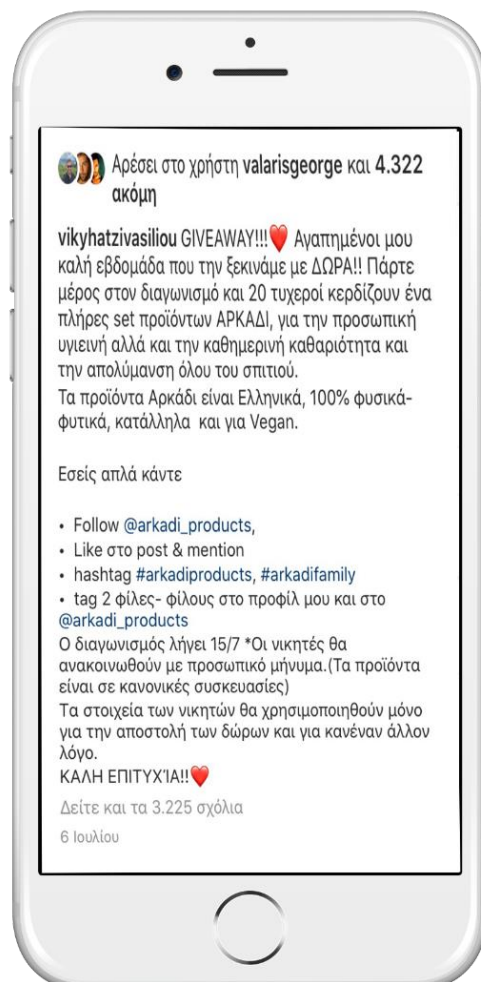 Αρέσει στο χρήστη valarisgeorge και 4.322
ακόμη
vikyhatzivasiliou GIVEAWAY!!!❤️ Αγαπημένοι μου
καλή εβδομάδα που την ξεκινάμε με ΔΩΡΑ!! Πάρτε
μέρος στον διαγωνισμό και 20 τυχεροί κερδίζουν ένα
πλήρες set προϊόντων ΑΡΚΑΔΙ, για την προσωπική
υγιεινή αλλά και την καθημερινή καθαριότητα και
την απολύμανση όλου του σπιτιού.
Τα προϊόντα Αρκάδι είναι Ελληνικά, 100% φυσικά-
φυτικά, κατάλληλα και για Vegan.
Εσείς απλά κάντε
• Follow @arkadi_products,
• Like στο post & mention
• hashtag #arkadiproducts, #arkadifamily
• tag 2 φίλες- φίλους στο προφίλ μου και στο
@arkadi_products
Ο διαγωνισμός λήγει 15/7 *Οι νικητές θα
ανακοινωθούν με προσωπικό μήνυμα.(Τα προϊόντα
είναι σε κανονικές συσκευασίες)
Τα στοιχεία των νικητών θα χρησιμοποιηθούν μόνο
για την αποστολή των δώρων και για κανέναν άλλον
λόγο.
ΚΑΛΗ ΕΠΙΤΥΧΊΑ!!❤️
Δείτε και τα 3.225 σχόλια
6 Ιουλίου